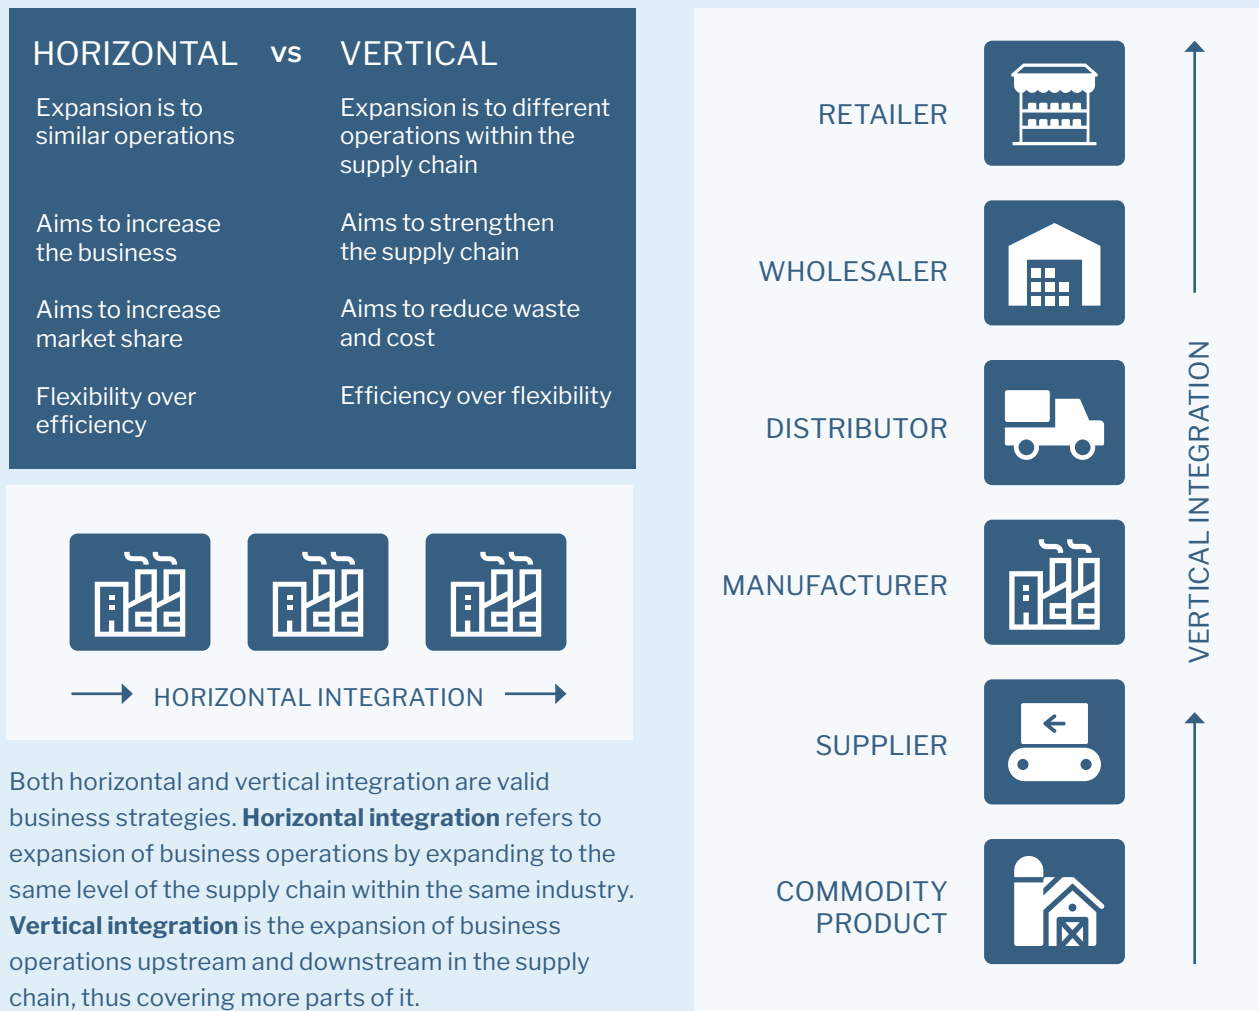 HORIZONTAL vs VERTICAL
Expansion is to
similar operations
Expansion is to different
operations within the
supply chain
Aims to increase
the business
Aims to strengthen
the supply chain
Aims to increase
market share
Aims to reduce waste
and cost
Flexibility over
efficiency
Efficiency over flexibility
HORIZONTAL INTEGRATION
Both horizontal and vertical integration are valid
business strategies. Horizontal integration refers to
expansion of business operations by expanding to the
same level of the supply chain within the same industry.
Vertical integration is the expansion of business
operations upstream and downstream in the supply
chain, thus covering more parts of it.
RETAILER
WHOLESALER
DISTRIBUTOR
MANUFACTURER
SUPPLIER
COMMODITY
PRODUCT
VERTICAL INTEGRATION